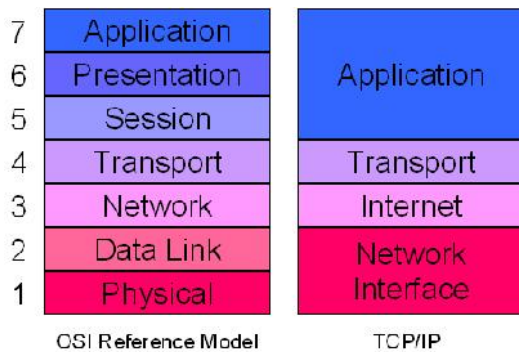 7 Application
6 Presentation
5 Session
4 Transport
3 Network
2 Data Link
1 Physical
OSI Reference Model
Application
Transport
Internet
Network
Interface
TCP/IP